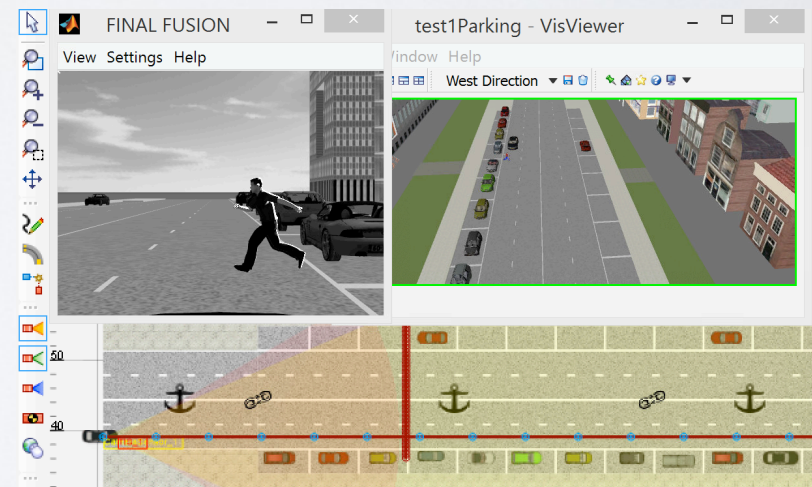 FINAL FUSION
View Settings Help
test1Parking - VisViewer
Window Help
West Direction
50
40